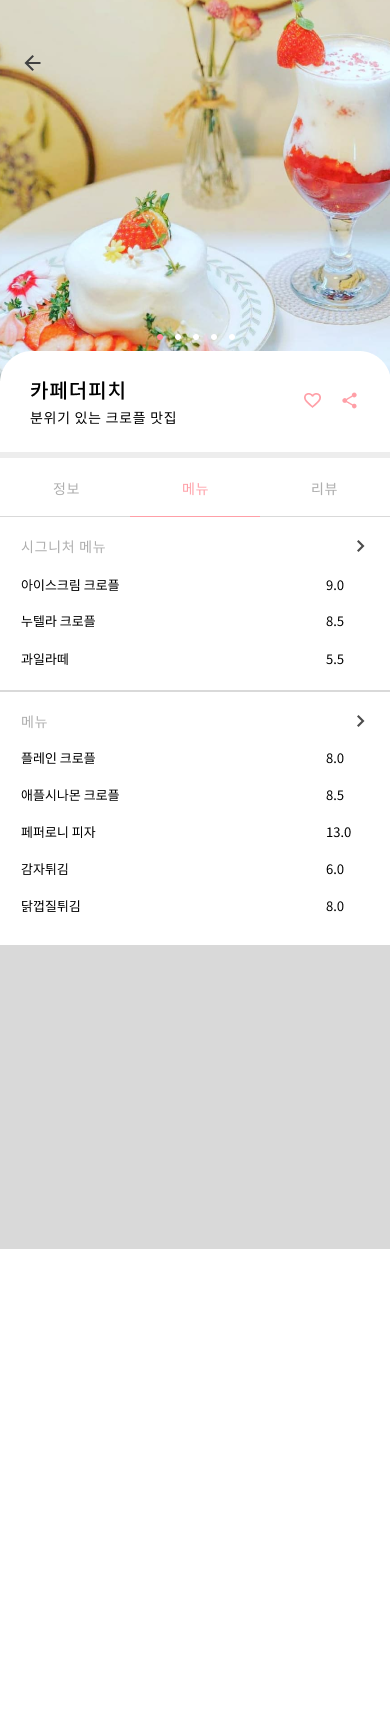 카페더피치
분위기 있는 크로플 맛집
정보 메뉴 리뷰
시그니처 메뉴
아이스크림 크로플 9.0
누텔라 크로플 8.5
과일라떼 5.5
메뉴
플레인 크로플 8.0
애플시나몬 크로플 8.5
페퍼로니 피자 13.0
감자튀김 6.0
닭껍질튀김 8.0